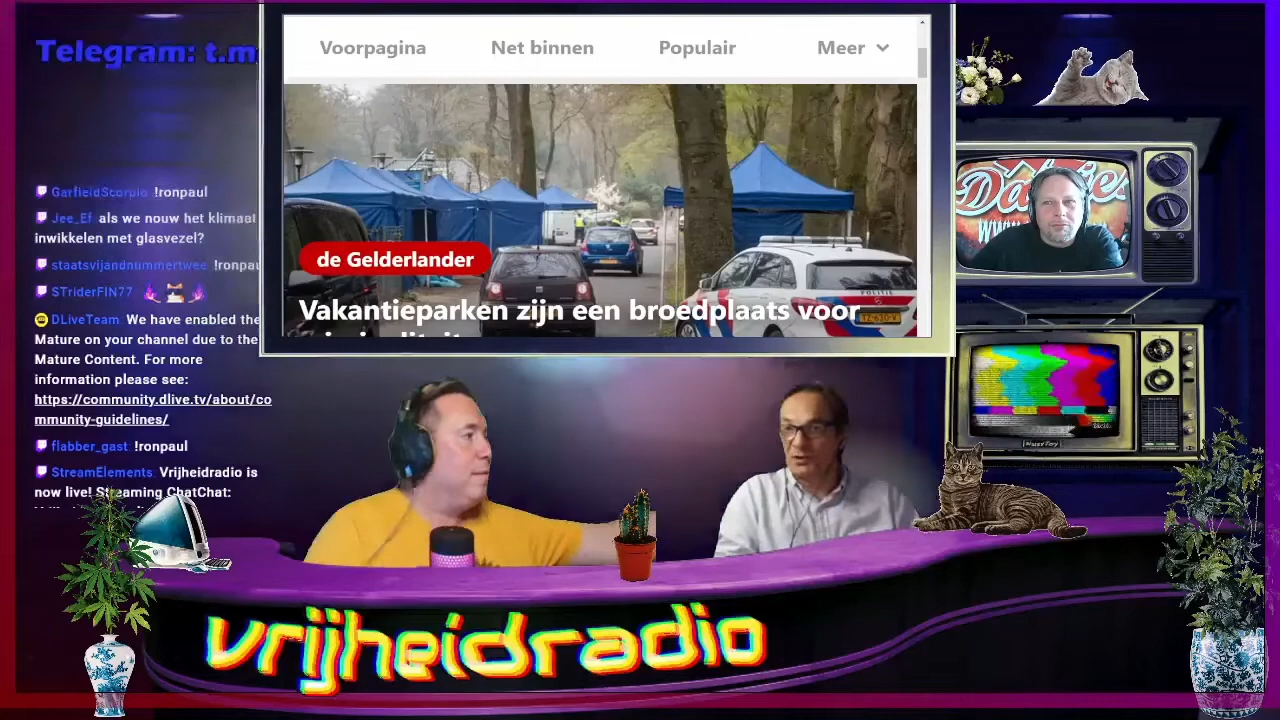 Telegram: t.m
Voorpagina
Net binnen
Populair
Meer
de Gelderlander
Vakantieparken zijn een broedplaats voor
POLITIE
GarfieldScorpio !ronpaul
Jee_Ef als we nouw het klimaat
inwikkelen met glasvezel?
staatsvijandnummertwee !ronpau
STriderFIN77
DLiveTeam: We have enabled the
Mature on your channel due to the
Mature Content. For more
information please see:
https://community.dlive.tv/about/co
mmunity-guidelines/
flabber_gast !ronpaul
StreamElements Vrijheidradio is
now live! Streaming ChatChat:
WWW.
vrijheidradio